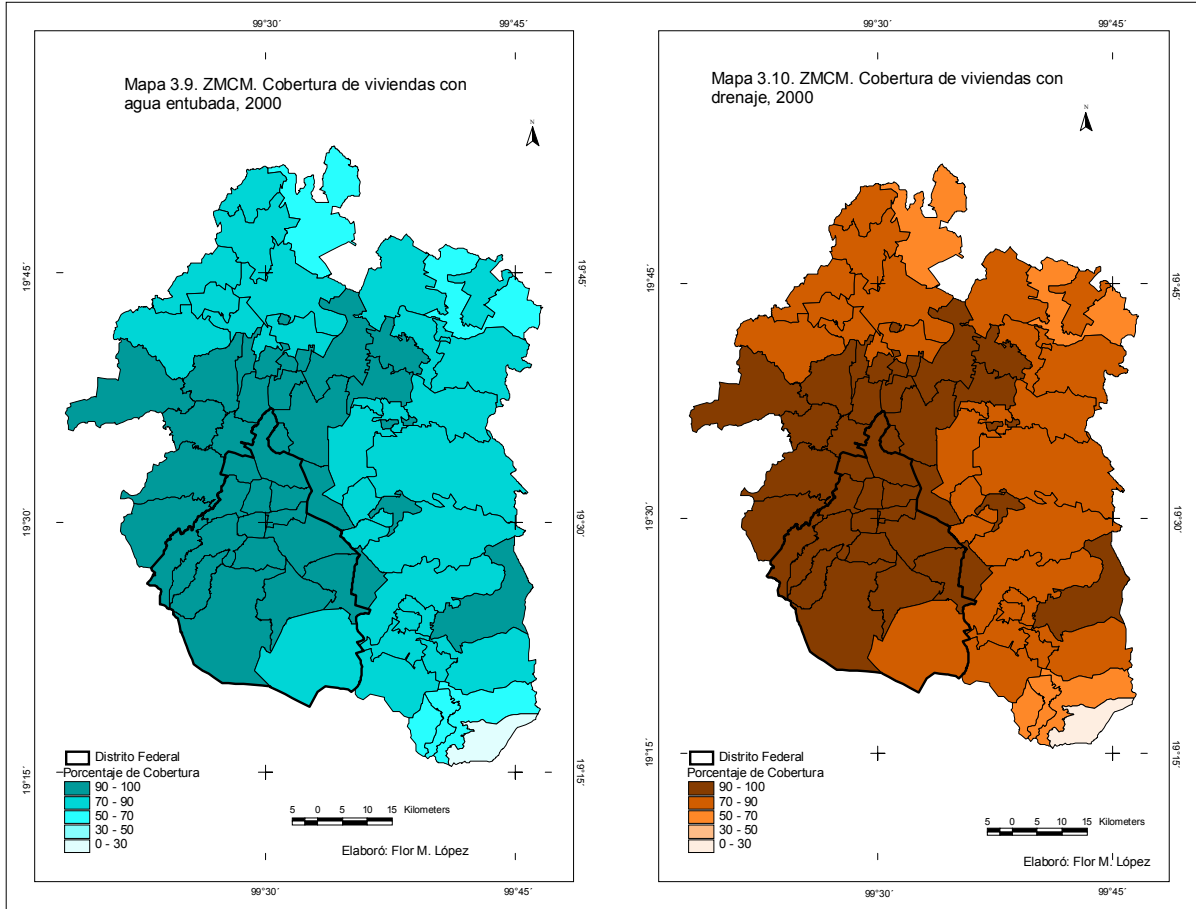 99°30´
99°45´
Mapa 3.9. ZMCM. Cobertura de viviendas con
agua entubada, 2000
N
19°45´
19°45´
19°30´
19°30´
19°15´
19°15´
Distrito Federal
Porcentaje de Cobertura
90 - 100
70 - 90
50 - 70
30 - 50
0 - 30
5 0 5 10 15 Kilometers
Elaboró: Flor M. López
99°30´
99°45´
99°30´
99°45´
Mapa 3.10. ZMCM. Cobertura de viviendas con
drenaje, 2000
N
19°45´
19°45´
19°30´
19°30´
19°15´
19°15´
Distrito Federal
Porcentaje de Cobertura
90 - 100
70 - 90
50 - 70
30 - 50
0 - 30
5 0 5 10 15 Kilometers
Elaboró: Flor M. López
99°30´
99°45´